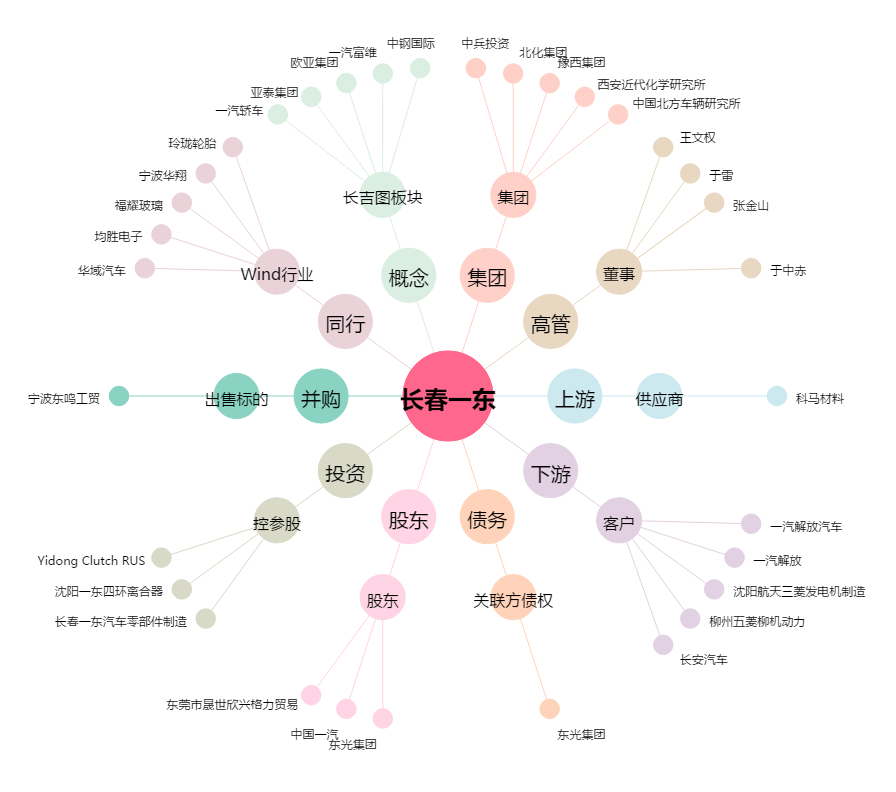 中钢国际
中兵投资
一汽富维
北化集团
欧亚集团
豫西集团
亚泰集团
西安近代化学研究所
一汽轿车
中国北方车辆研究所
玲珑轮胎
王文权
宁波华翔
于雷
长吉图板块
集团
福耀玻璃
张金山
均胜电子
华域汽车
Wind行业
概念
集团
董事
于中赤
同行
高管
宁波东鸣工贸
出售标的
并购
长春一东
上游
供应商
科马材料
投资
下游
控参股
股东
债务
客户
一汽解放汽车
Yidong Clutch RUS
一汽解放
沈阳一东四环离合器
沈阳航天三菱发电机制造
股东
关联方债权
长春一东汽车零部件制造
柳州五菱柳机动力
长安汽车
东莞市晟世欣兴格力贸易
中国一汽
东光集团
东光集团